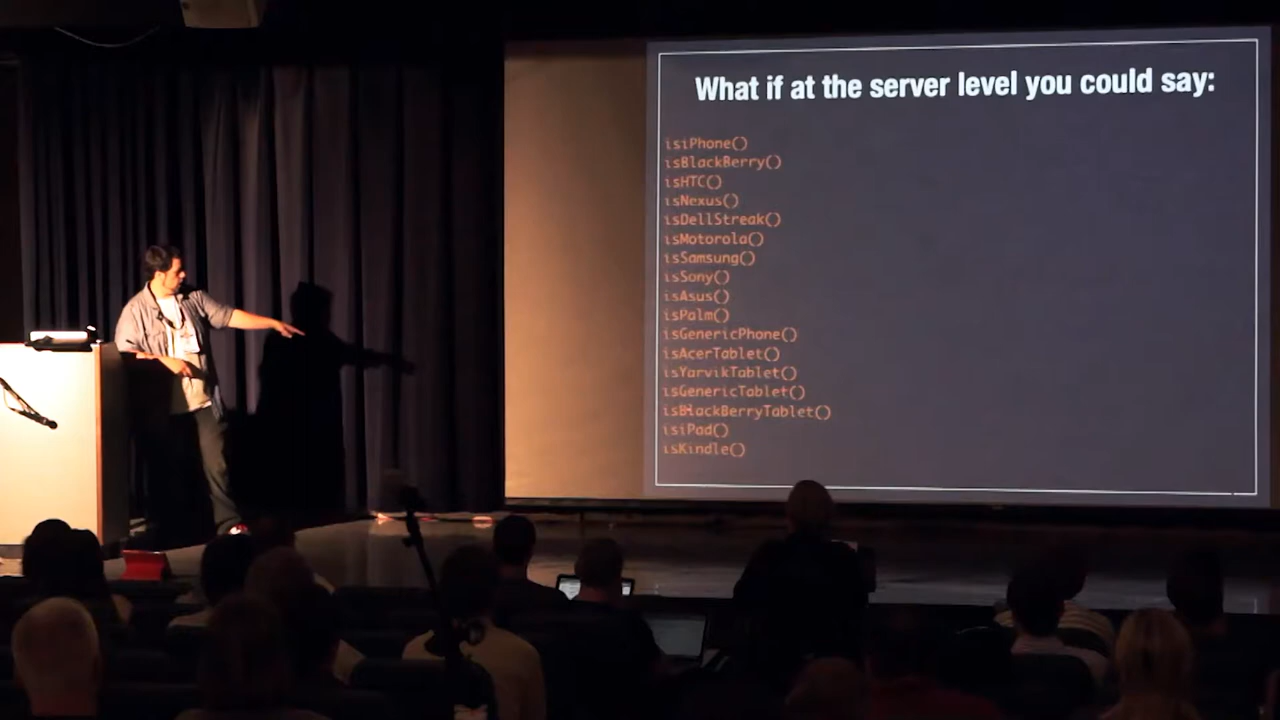 What if at the server level you could say:
isiPhone()
isBlackBerry()
isHTC()
isNexus()
isDellStreak()
isMotorola()
isSamsung()
isSony()
isAsus()
isPalm()
isGenericPhone()
isAcerTablet()
isYarvikTablet()
isGenericTablet()
isBlackBerryTablet()
isiPad()
isKindle()